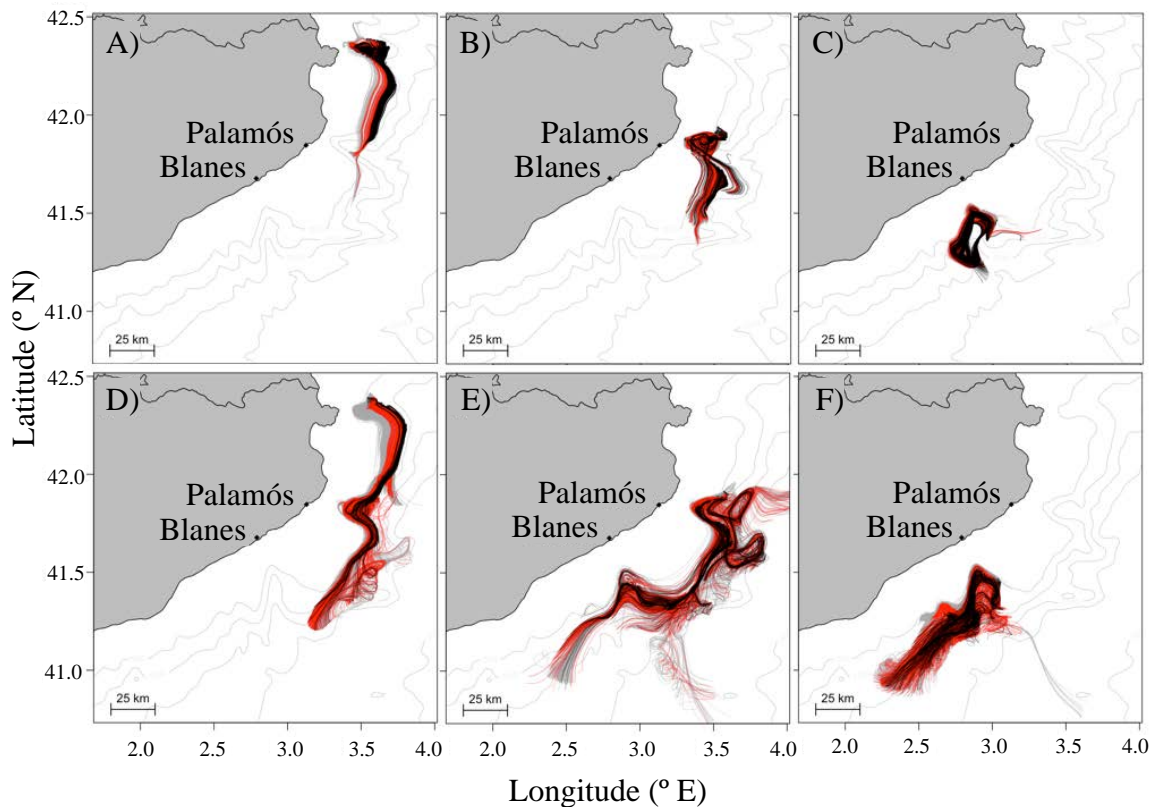 A)
B)
C)
42.5
42.0
41.5
41.0
Palamós
Blanes
Palamós
Blanes
Palamós
Blanes
25 km
25 km
25 km
Latitude (º N)
D)
E)
F)
42.5
42.0
41.5
41.0
Palamós
Blanes
Palamós
Blanes
Palamós
Blanes
25 km
25 km
25 km
2.0 2.5 3.0 3.5 4.0 2.0 2.5 3.0 3.5 4.0 2.0 2.5 3.0 3.5 4.0
Longitude (º E)